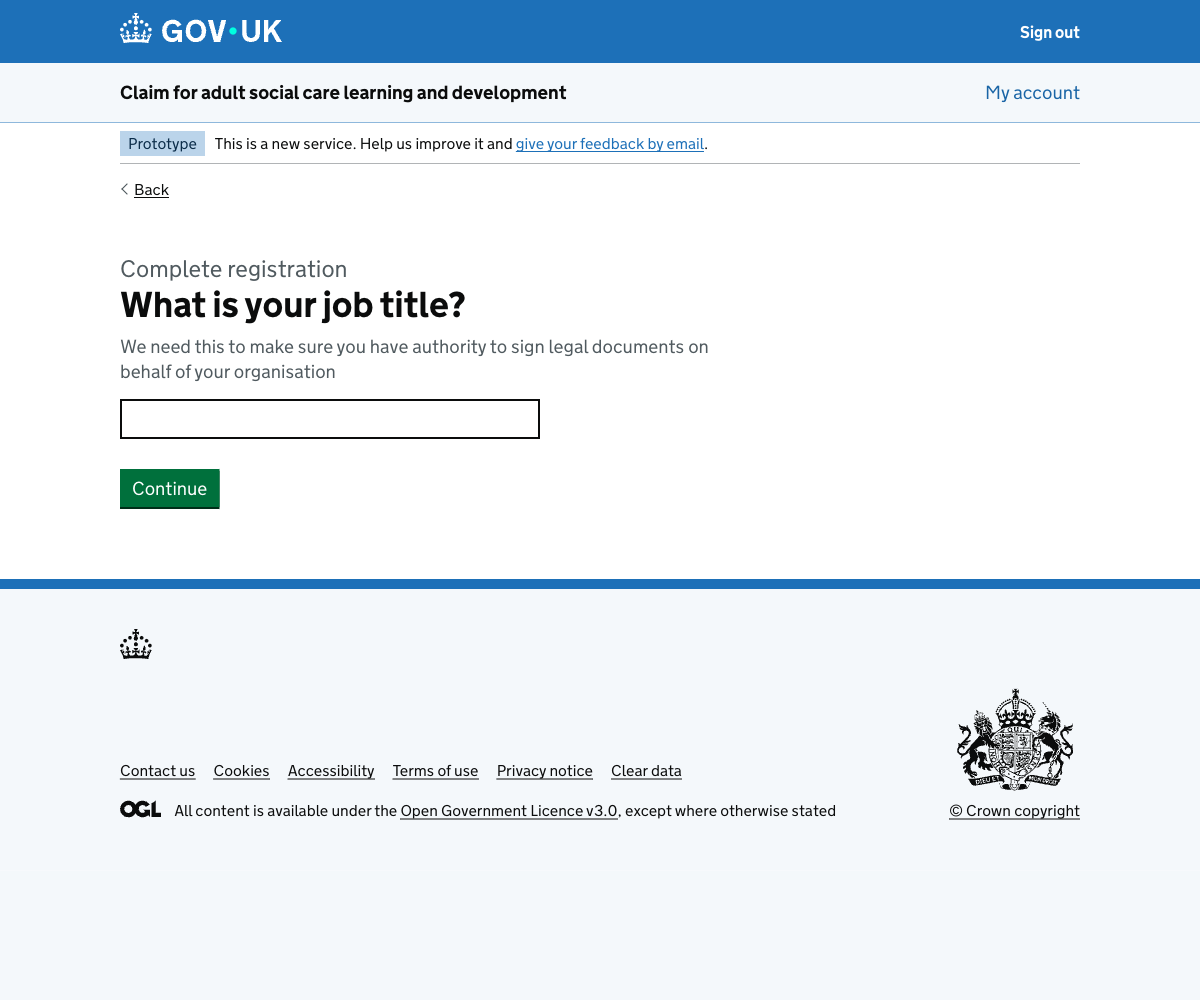 GOV•UK
Sign out
Claim for adult social care learning and development
My account
Prototype This is a new service. Help us improve it and give your feedback by email.
Back
Complete registration
What is your job title?
We need this to make sure you have authority to sign legal documents on
behalf of your organisation
Continue
Contact us Cookies Accessibility Terms of use Privacy notice Clear data
OGL All content is available under the Open Government Licence v3.0, except where otherwise stated
© Crown copyright